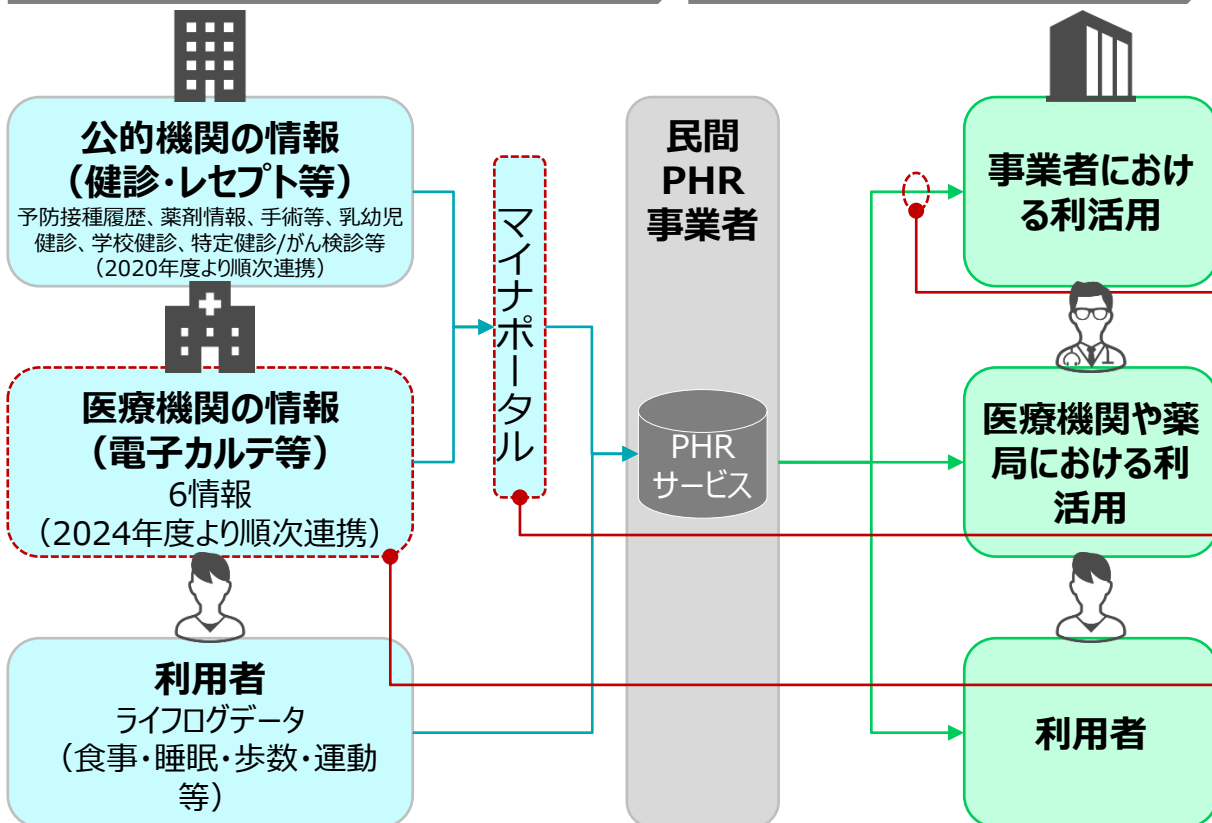 公的機関の情報
（健診・レセプト等）
予防接種履歴、薬剤情報、手術等、乳幼児
健診、学校健診、特定健診/がん検診等
（2020年度より順次連携）
医療機関の情報
（電子カルテ等）
6情報
（2024年度より順次連携）
利用者
ライフログデータ
（食事・睡眠・歩数・運動
等）
マイナポータル
民間
PHR
事業者
PHR
サービス
事業者におけ
る利活用
医療機関や薬
局における利
活用
利用者